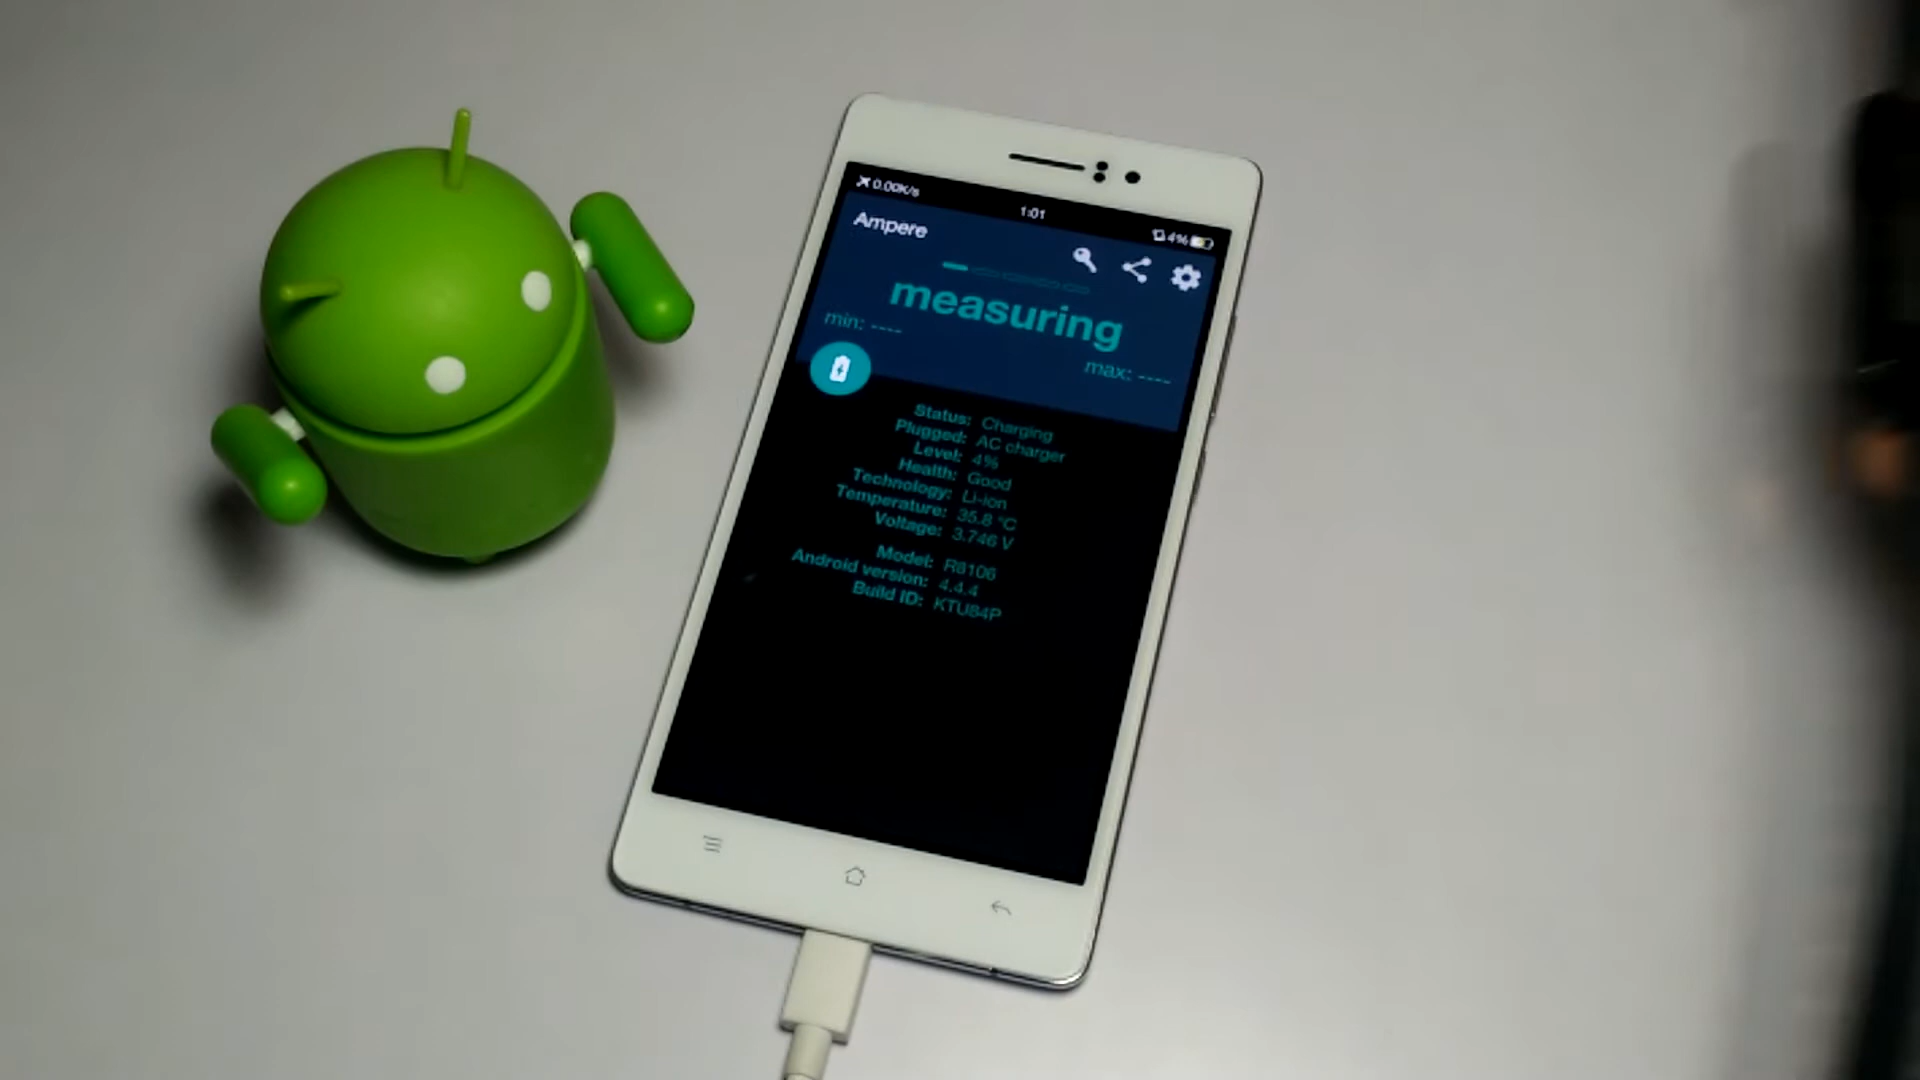 0.00K/s
1:01
4%
Ampere
measuring
min: ----
max: ----
Status: Charging
Plugged: AC charger
Level: 4%
Health: Good
Technology: Li-ion
Temperature: 35.8 °C
Voltage: 3.746 V
Model: R8106
Android version: 4.4.4
Build ID: KTU84P